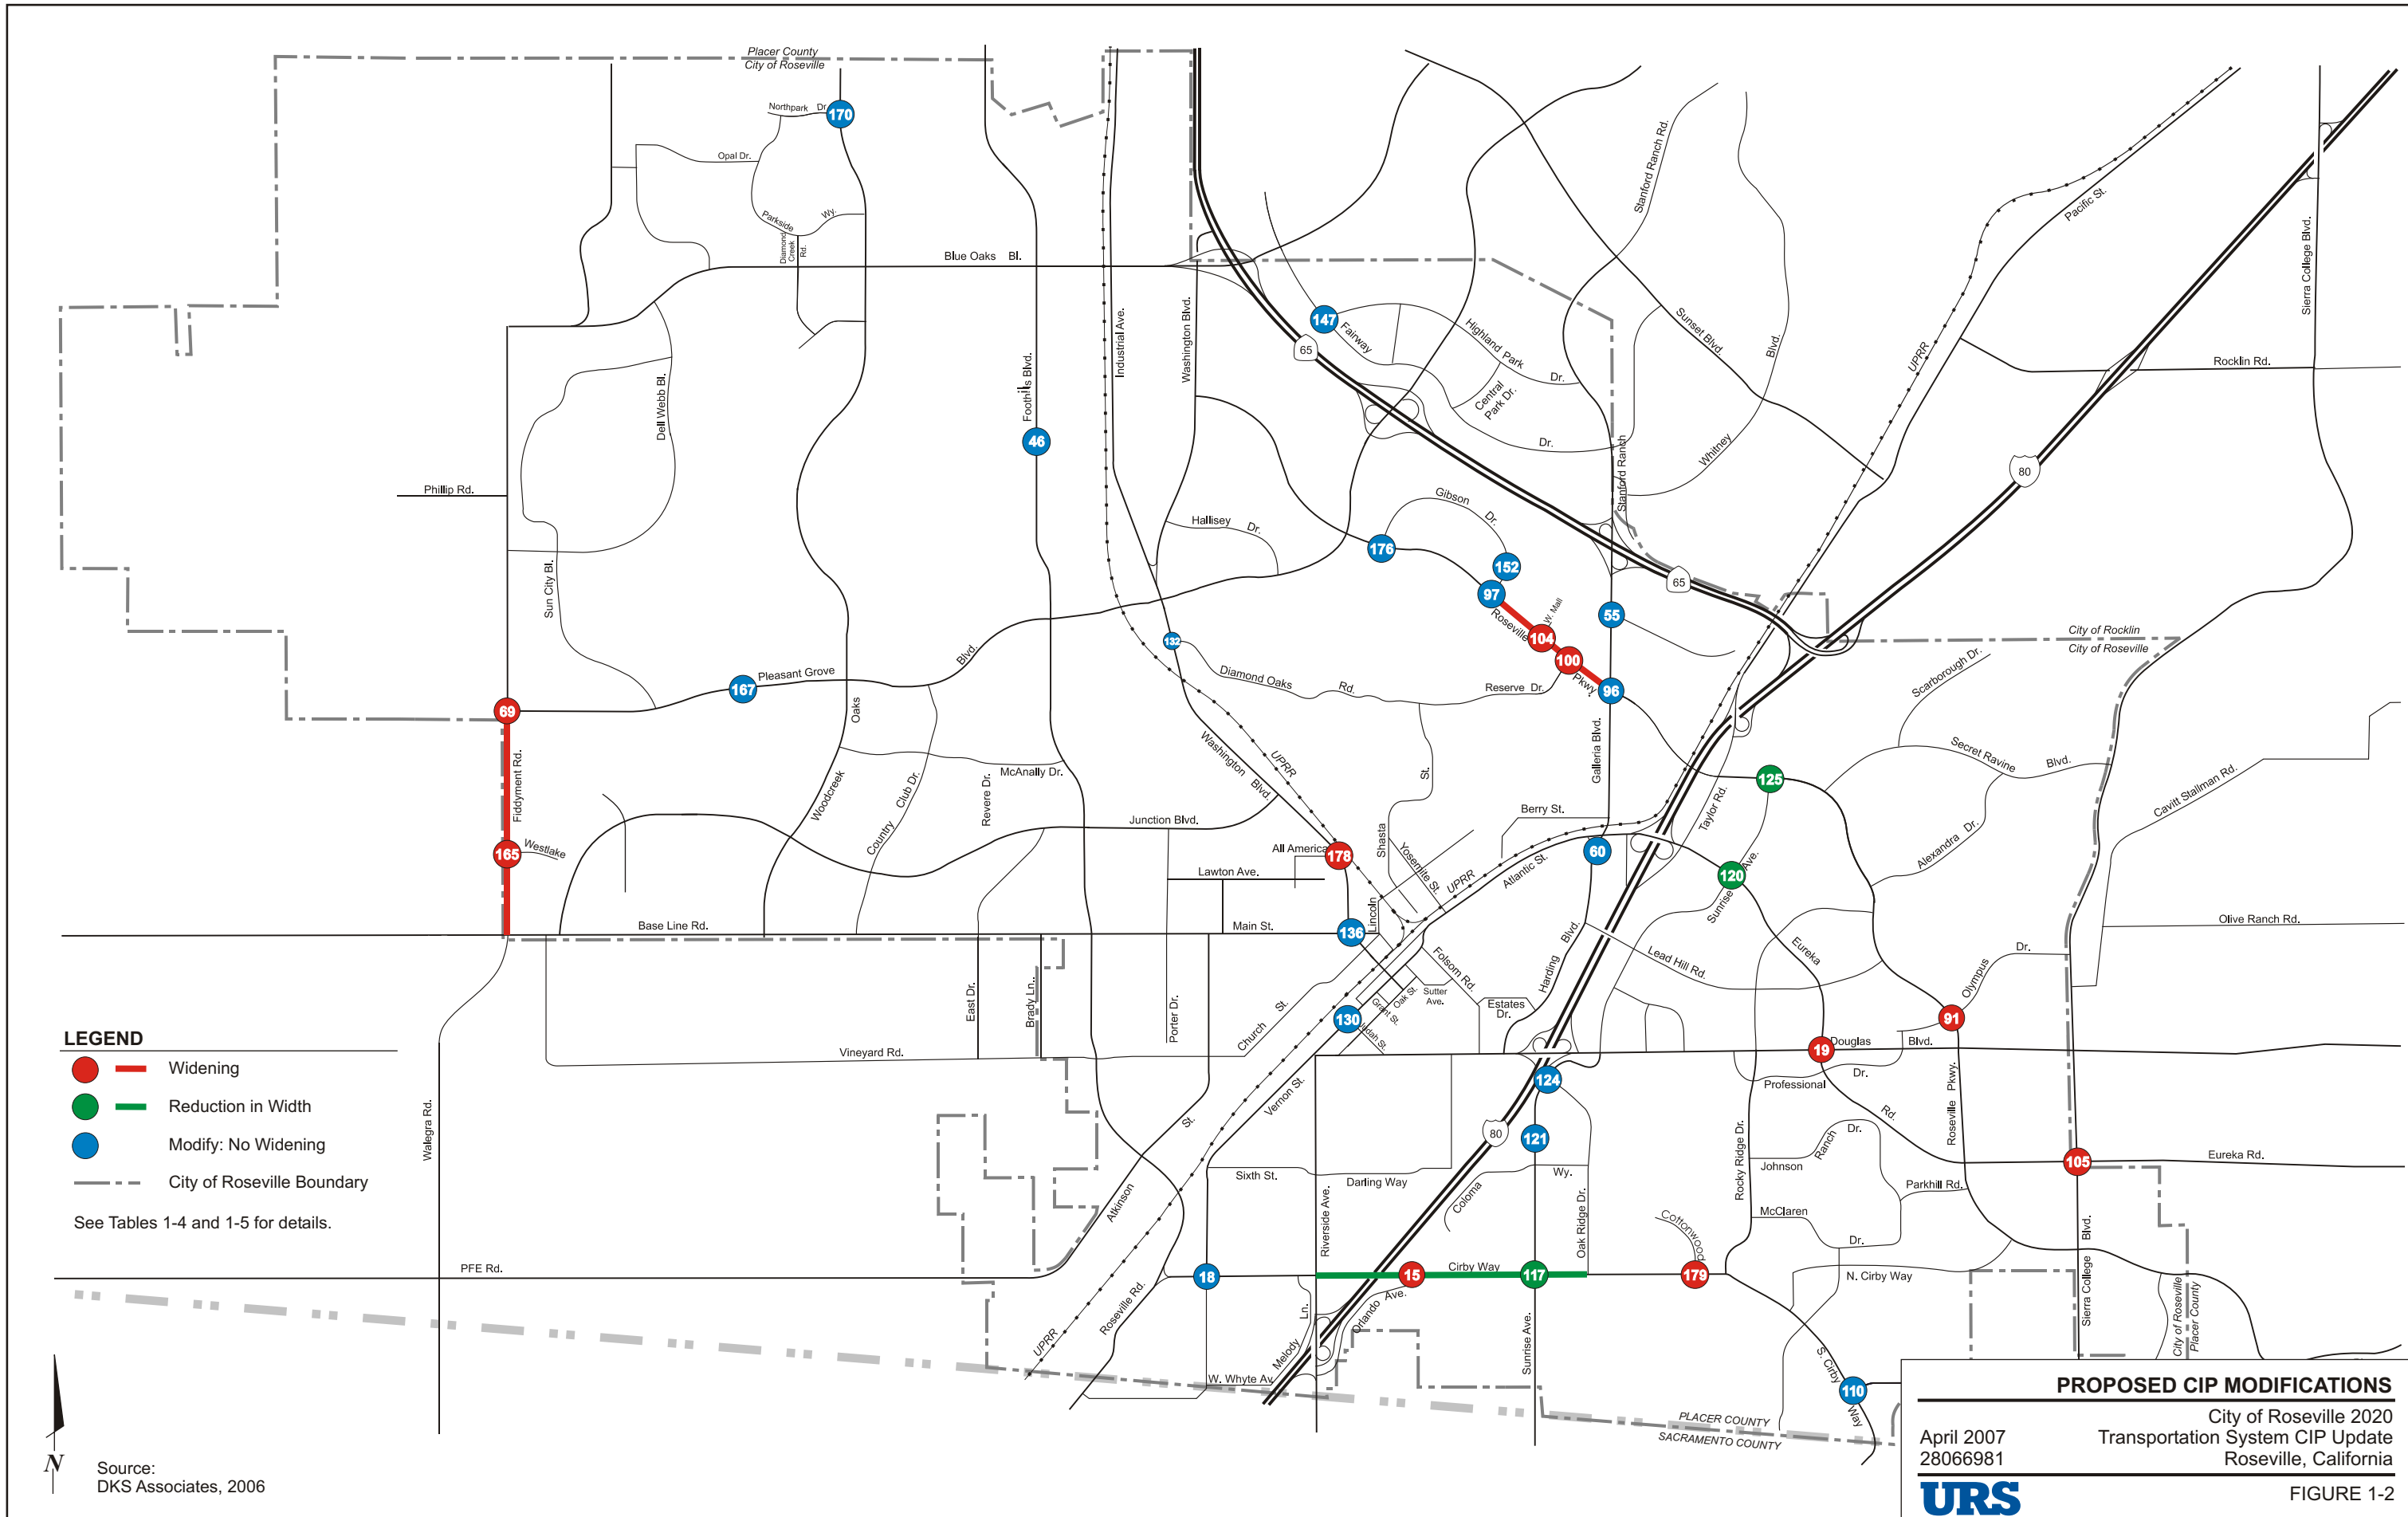 Placer County
City of Roseville
Northpark Dr
170
Opal Dr.
Parkside Wy.
Diamond
Creek
Rd.
Blue Oaks Bl.
Stanford Ranch Rd.
Pacific St.
Sierra College Blvd.
Dell Webb Bl.
Foothills Blvd.
Industrial Ave.
Washington Blvd.
147
Fairway
65
Highland Park
Dr.
Central
Park Dr.
Dr.
Sunset Blvd.
Blvd.
Whitney
UPRR
Rocklin Rd.
46
80
Phillip Rd.
Stanford Ranch
Gibson
Dr.
Hallisey Dr.
176
152
97
65
Sun City Bl.
55
Roseville
W. Mall
104
100
Pkwy.
96
132
City of Rocklin
City of Roseville
Scarborough Dr.
Pleasant Grove
Blvd.
167
Diamond Oaks
Rd.
Reserve Dr.
69
Oaks
Galleria Blvd.
Washington
Blvd.
UPRR
Secret Ravine
Blvd.
McAnally Dr.
St.
125
Cavitt Stallman Rd.
Fiddyment Rd.
Woodcreek
Club Dr.
Country
Revere Dr.
Junction Blvd.
Berry St.
Taylor Rd.
Alexandra Dr.
165
Westlake
All America
178
Shasta
Yosemite St.
UPRR
Atlantic St.
60
120
Ave.
Sunrise
Lawton Ave.
Lincoln
Base Line Rd.
Main St.
136
Olive Ranch Rd.
Folsom Rd.
Blvd.
Harding
Lead Hill Rd.
Eureka
Dr.
Olympus
East Dr.
Brady Ln..
Porter Dr.
Church
St.
Sutter
Ave.
Oak St.
Grant St.
Judah St.
130
Estates
Dr.
91
Vineyard Rd.
19
Douglas
Blvd.
Professional
Dr.
LEGEND
Widening
Reduction in Width
Modify: No Widening
City of Roseville Boundary
See Tables 1-4 and 1-5 for details.
Walegra Rd.
Vernon St.
St.
Atkinson
124
80
121
Rd.
Roseville Pkwy.
Rocky Ridge Dr.
Johnson
Ranch
Dr.
105
Eureka Rd.
Sixth St.
Darling Way
Riverside Ave.
Coloma
Wy.
Oak Ridge Dr.
Parkhill Rd.
McClaren
Dr.
Cottonwood
Sierra College Blvd.
PFE Rd.
18
15
Cirby Way
117
179
N. Cirby Way
Roseville Rd.
UPRR
Ln.
Melody
Orlando
Ave.
Sunrise Ave.
City of Roseville
Placer County
W. Whyte Av
S. Cirby
110
Way
PLACER COUNTY
SACRAMENTO COUNTY
N
Source:
DKS Associates, 2006
PROPOSED CIP MODIFICATIONS
City of Roseville 2020
April 2007
Transportation System CIP Update
28066981
Roseville, California
URS
FIGURE 1-2